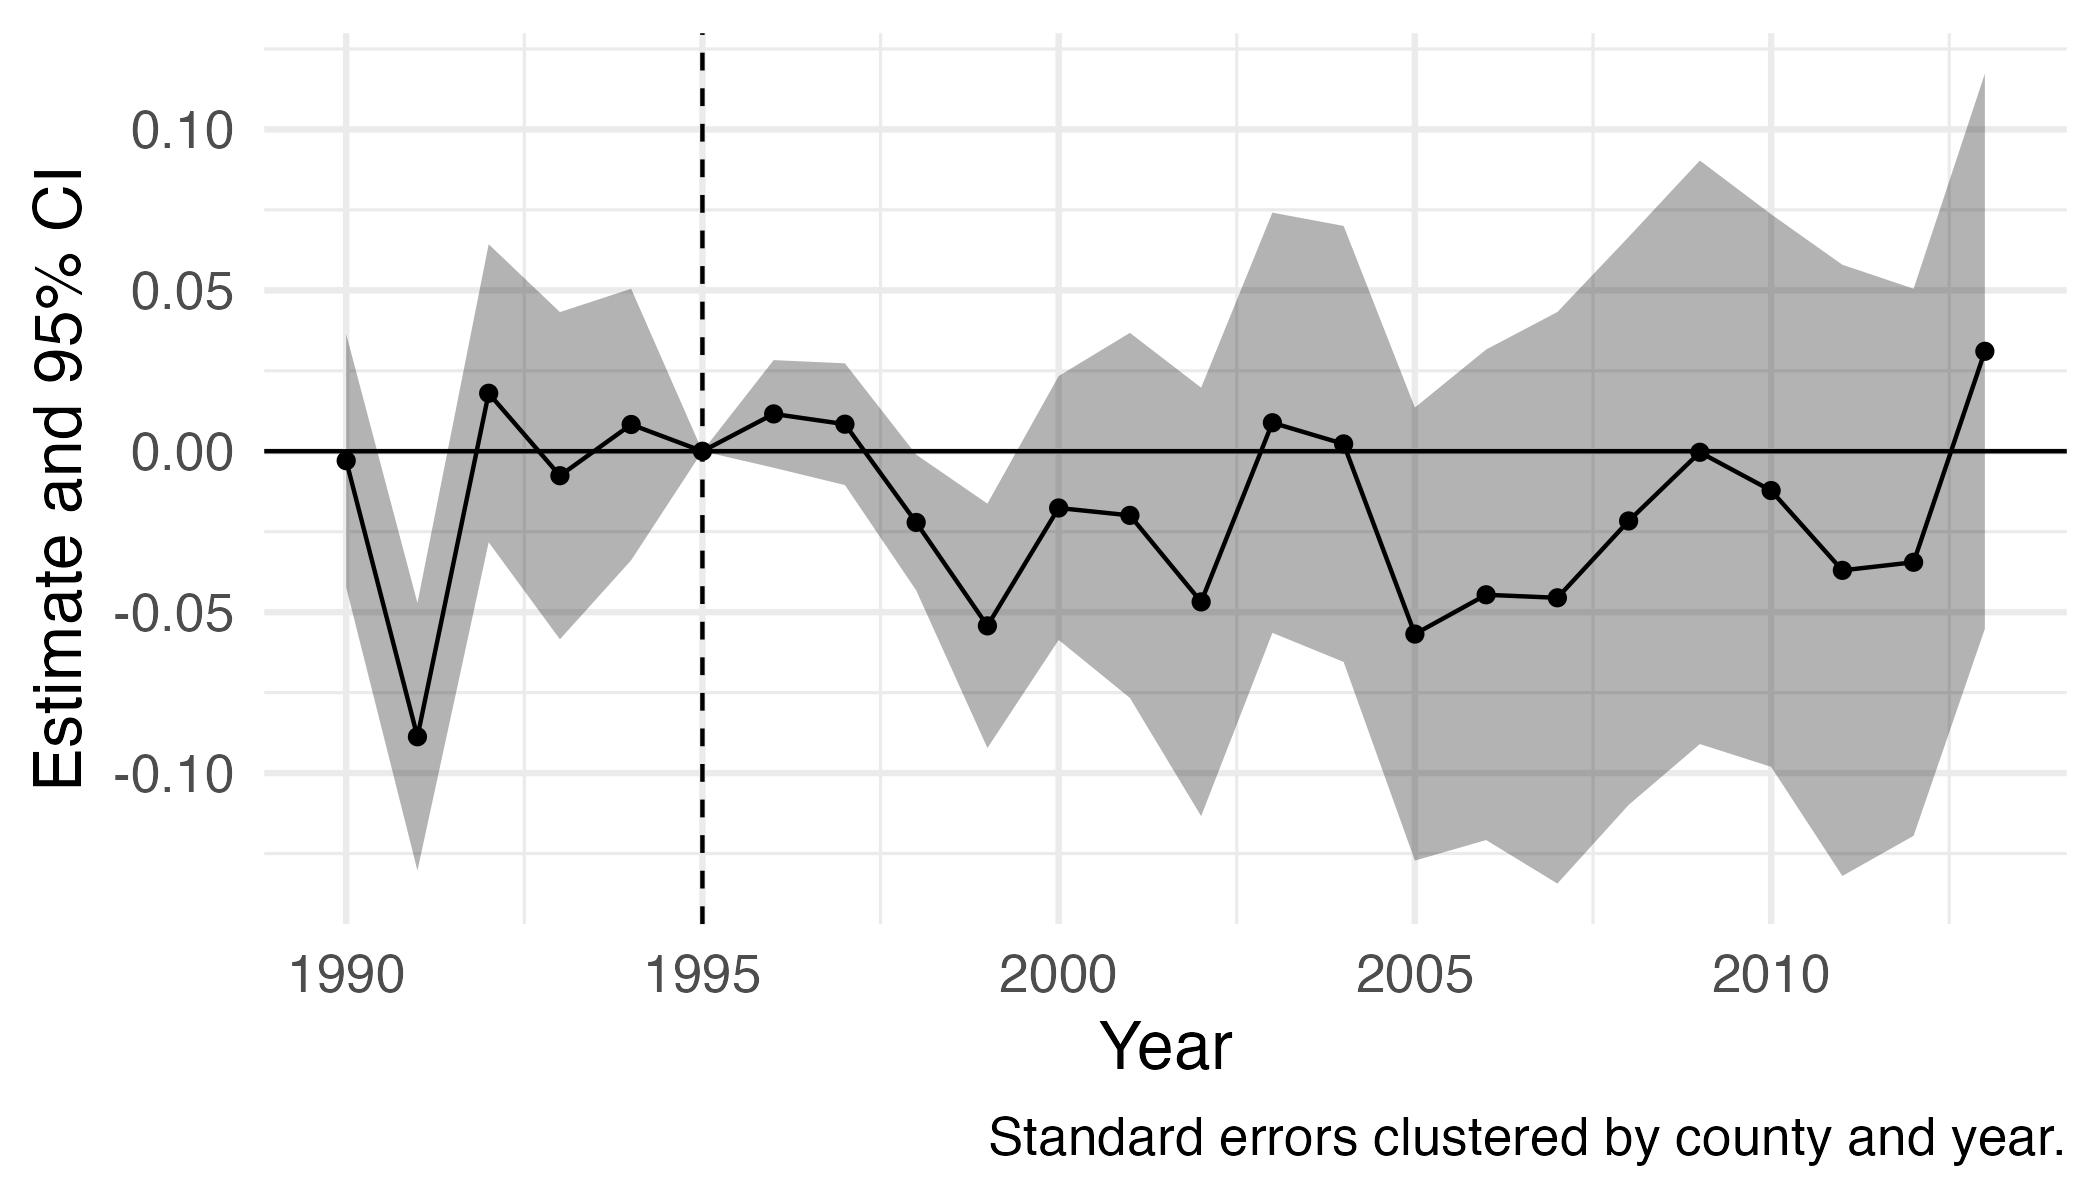 Estimate and 95% CI
0.10
0.05
0.00
-0.05
-0.10
1990 1995 2000 2005 2010
Year
Standard errors clustered by county and year.